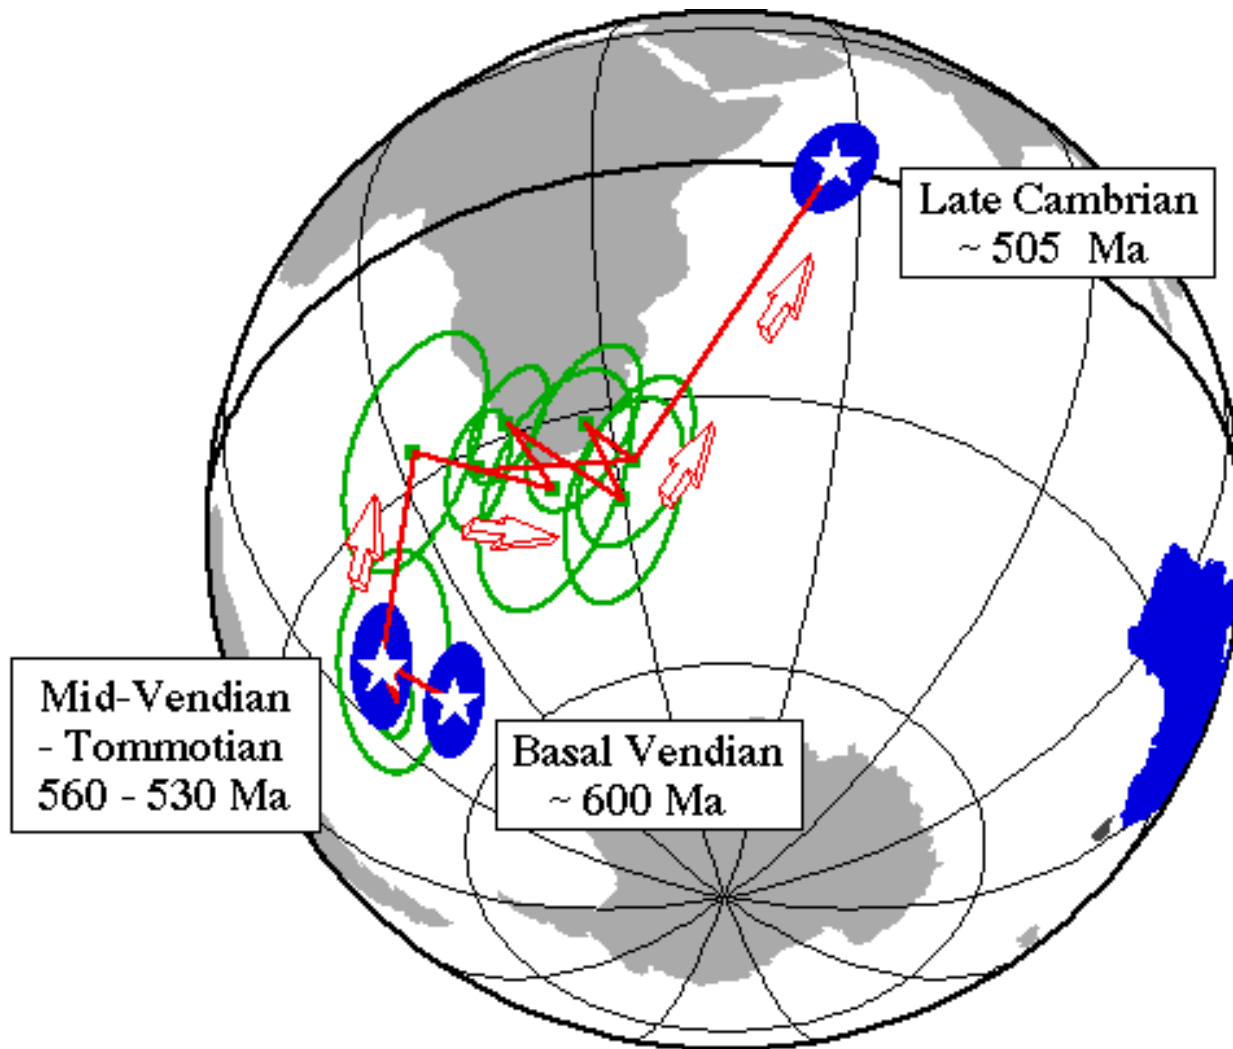 Late Cambrian
~ 505 Ma
Mid-Vendian
- Tommotian
560 - 530 Ma
Basal Vendian
~ 600 Ma